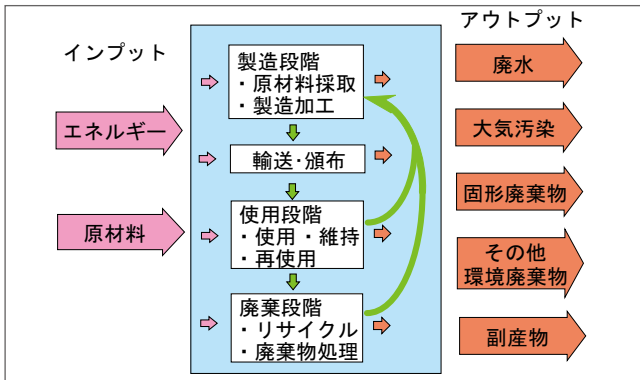 インプット
エネルギー
原材料
製造段階
・原材料採取
・製造加工
輸送・頒布
使用段階
・使用・維持
・再使用
廃棄段階
・リサイクル
・廃棄物処理
アウトプット
廃水
大気汚染
固形廃棄物
その他
環境廃棄物
副産物